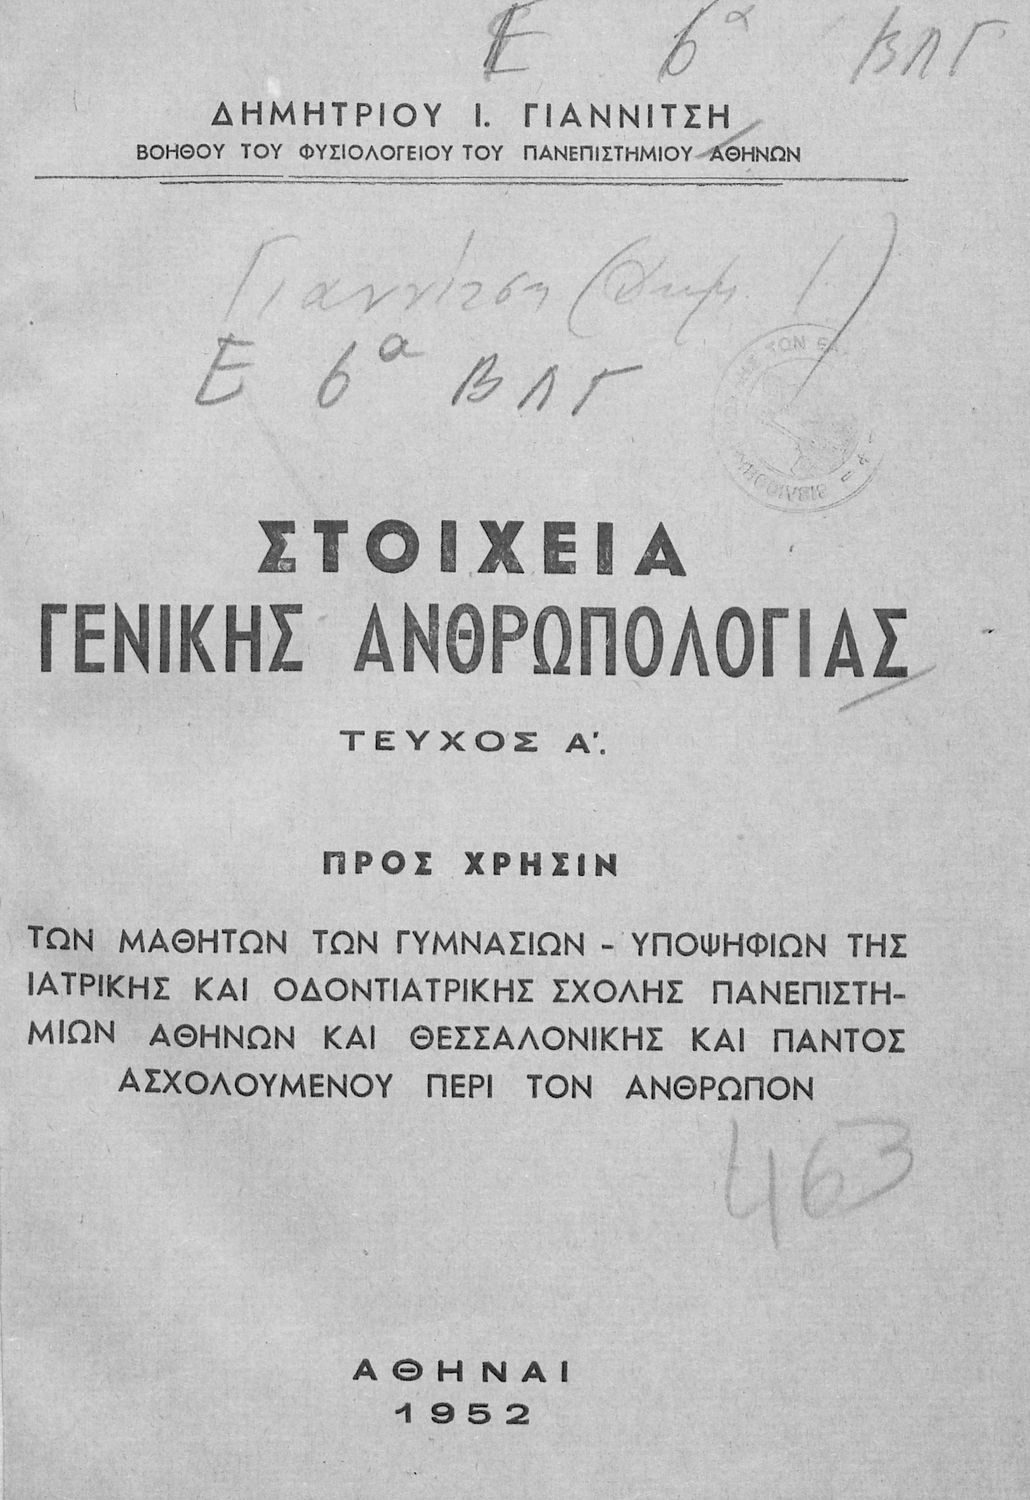 Ε 6α ΒΛΓ
ΔΗΜΗΤΡΙΟΥ Ι. ΓΙΑΝΝΙΤΣΗ
ΒΟΗΘΟΥ ΤΟΥ ΦΥΣΙΟΛΟΓΕΙΟΥ ΤΟΥ ΠΑΝΕΠΙΣΤΗΜΙΟΥ ΑΘΗΝΩΝ
Γιαννίτση (Δημ. Ι.)
Ε 6α ΒΛΓ
ΣΤΟΙΧΕΙΑ
ΓΕΝΙΚΗΣ ΑΝΘΡΩΠΟΛΟΓΙΑΣ
ΤΕΥΧΟΣ Α΄.
ΠΡΟΣ ΧΡΗΣΙΝ
ΤΩΝ ΜΑΘΗΤΩΝ ΤΩΝ ΓΥΜΝΑΣΙΩΝ - ΥΠΟΨΗΦΙΩΝ ΤΗΣ
ΙΑΤΡΙΚΗΣ ΚΑΙ ΟΔΟΝΤΙΑΤΡΙΚΗΣ ΣΧΟΛΗΣ ΠΑΝΕΠΙΣΤΗ-
ΜΙΩΝ ΑΘΗΝΩΝ ΚΑΙ ΘΕΣΣΑΛΟΝΙΚΗΣ ΚΑΙ ΠΑΝΤΟΣ
ΑΣΧΟΛΟΥΜΕΝΟΥ ΠΕΡΙ ΤΟΝ ΑΝΘΡΩΠΟΝ
463
ΑΘΗΝΑΙ
1952